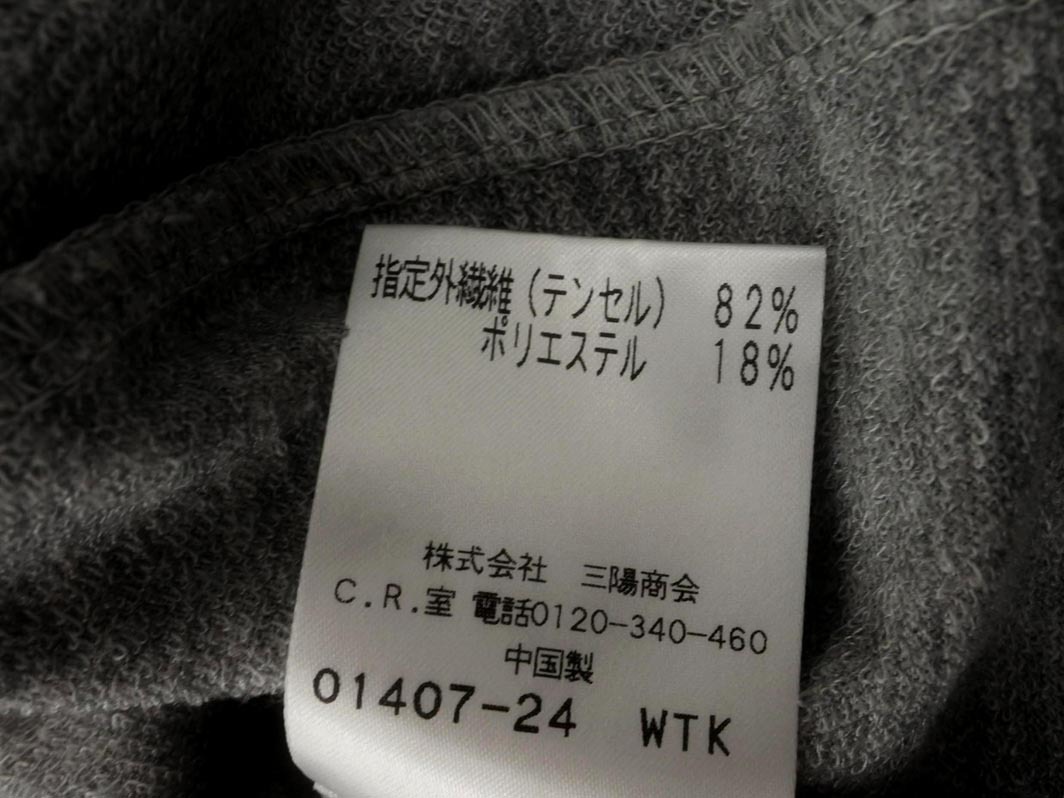 指定外繊維(テンセル) 82%
ポリエステル 18%
株式会社 三陽商会
C.R.室 電話0120-340-460
中国製
01407-24 WTK